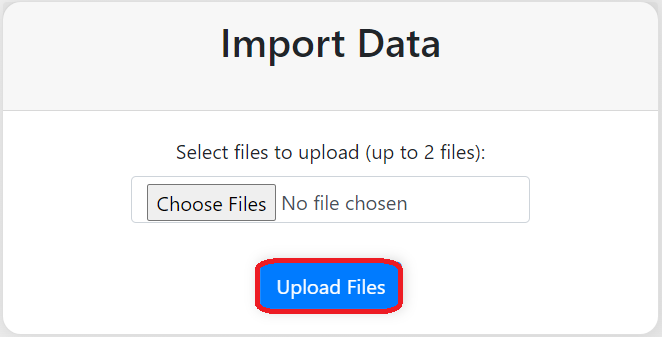 Import Data
Select files to upload (up to 2 files):
Choose Files No file chosen
Upload Files